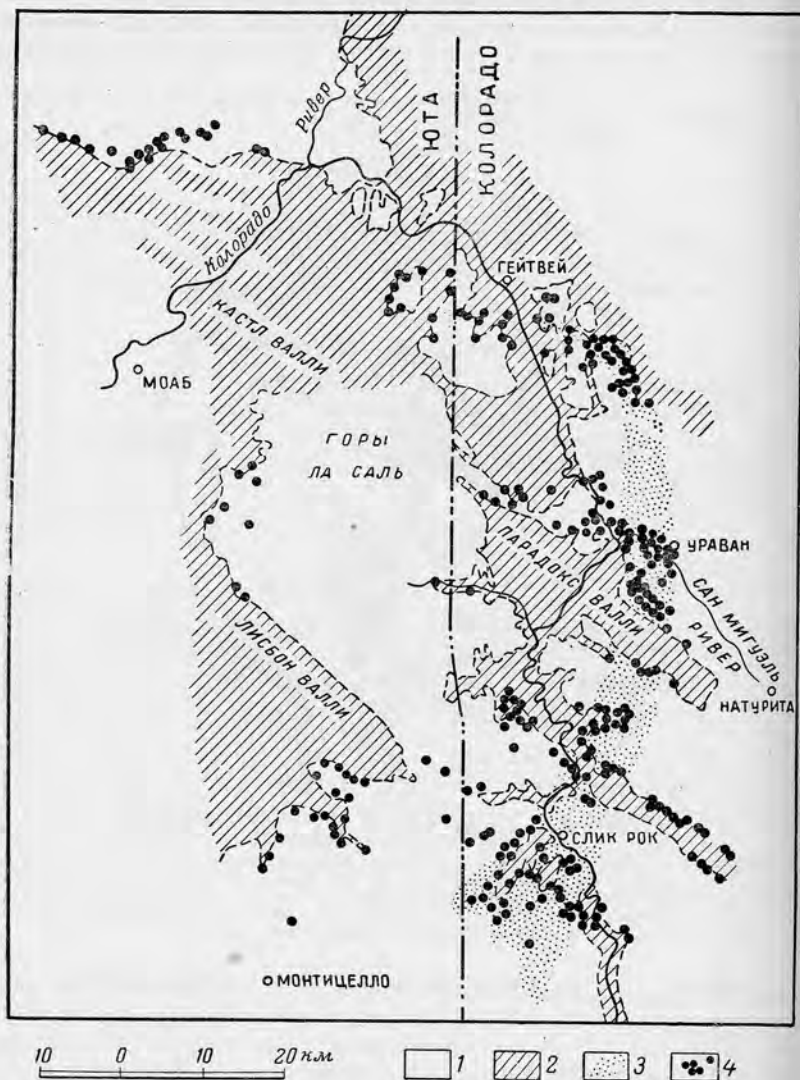 Ривер
ЮТА
КОЛОРАДО
Колорадо
ГЕЙТВЕЙ
КАСТЛ ВАЛЛИ
МОАБ
ГОРЫ
ЛА САЛЬ
УРАВАН
ПАРАДОКС ВАЛЛИ
САН МИГУЭЛЬ
РИВЕР
ЛИСБОН ВАЛЛИ
НАТУРИТА
СЛИК РОК
МОНТИЦЕЛЛО
10 0 10 20 км 1 2 3 4